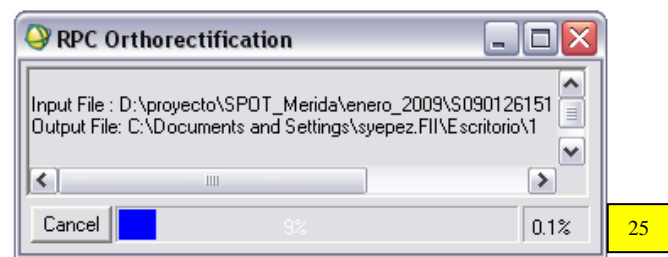 RPC Orthorectification
Input File : D:\proyecto\SPOT_Merida\enero_2009\S090126151
Output File: C:\Documents and Settings\syepez.FII\Escritorio\1
Cancel 9% 0.1% 25